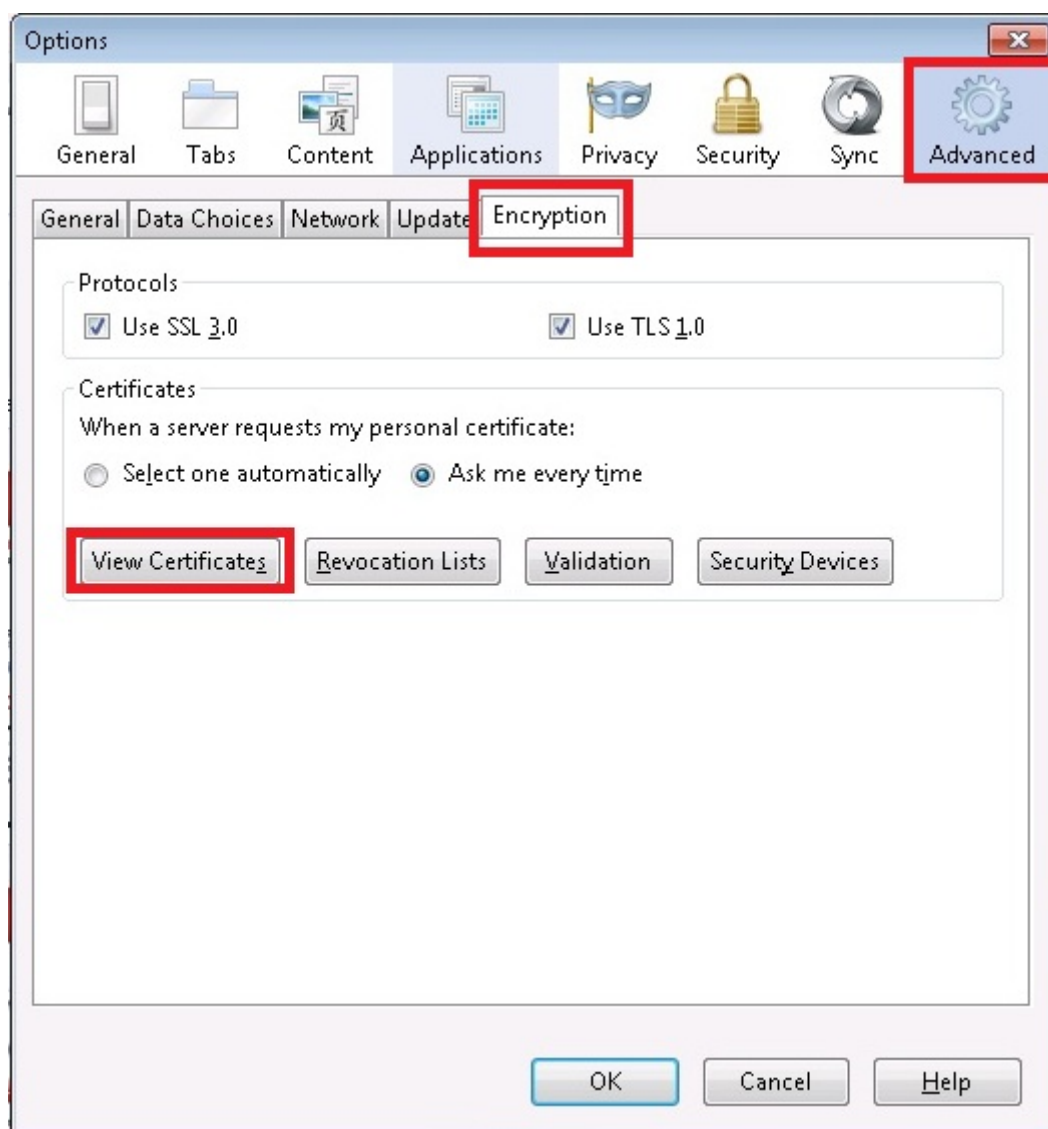 Options
页
General Tabs Content Applications Privacy Security Sync Advanced
General Data Choices Network Update Encryption
Protocols
Use SSL 3.0 Use TLS 1.0
Certificates
When a server requests my personal certificate:
Select one automatically Ask me every time
View Certificates Revocation Lists Validation Security Devices
OK Cancel Help